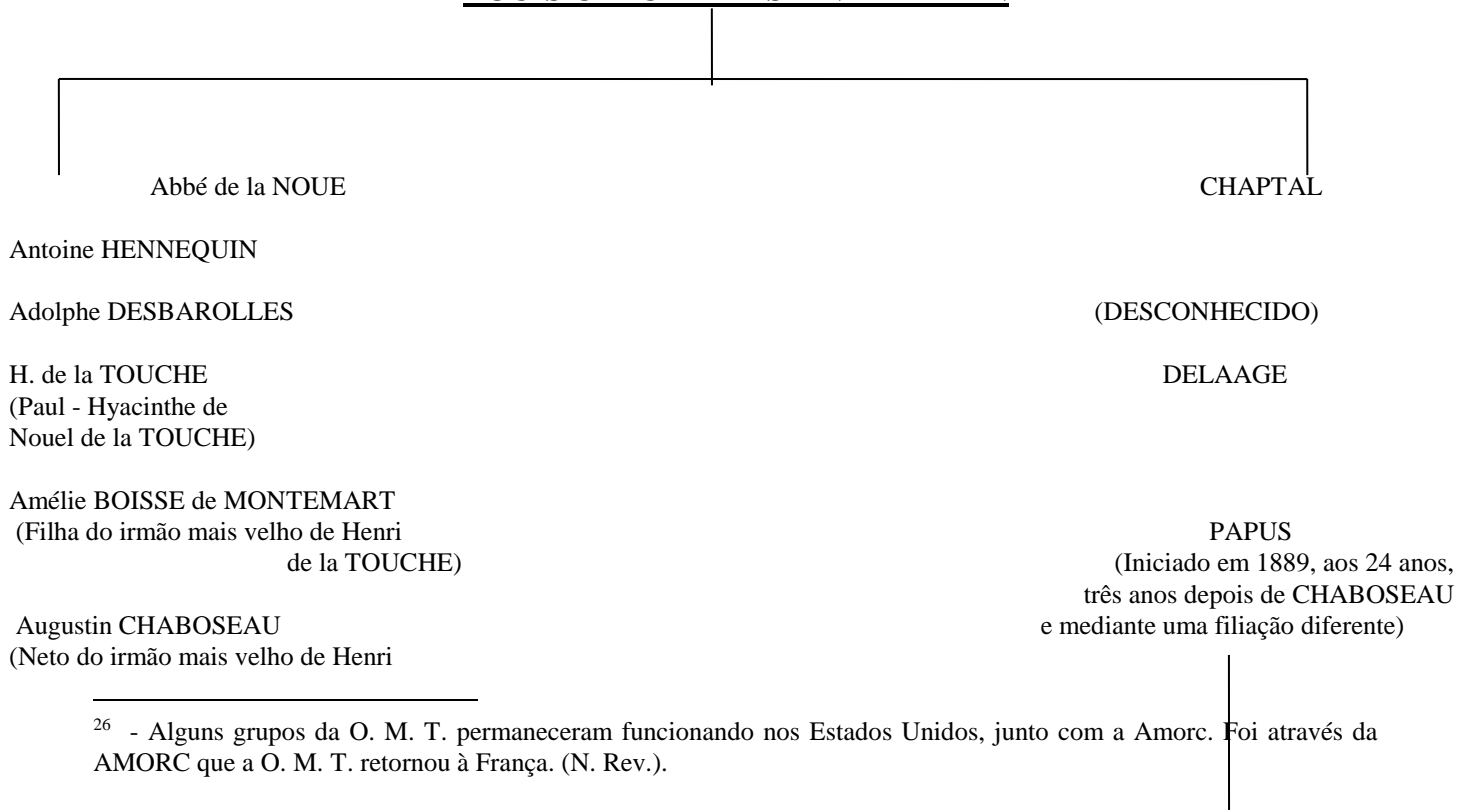 Abbé de la NOUE
CHAPTAL
Antoine HENNEQUIN
Adolphe DESBAROLLES
(DESCONHECIDO)
H. de la TOUCHE
DELAAGE
(Paul - Hyacinthe de
Nouel de la TOUCHE)
Amélie BOISSE de MONTEMART
(Filha do irmão mais velho de Henri
de la TOUCHE)
PAPUS
(Iniciado em 1889, aos 24 anos,
três anos depois de CHABOSEAU
e mediante uma filiação diferente)
Augustin CHABOSEAU
(Neto do irmão mais velho de Henri
26 - Alguns grupos da O. M. T. permaneceram funcionando nos Estados Unidos, junto com a Amorc. Foi através da
AMORC que a O. M. T. retornou à França. (N. Rev.).